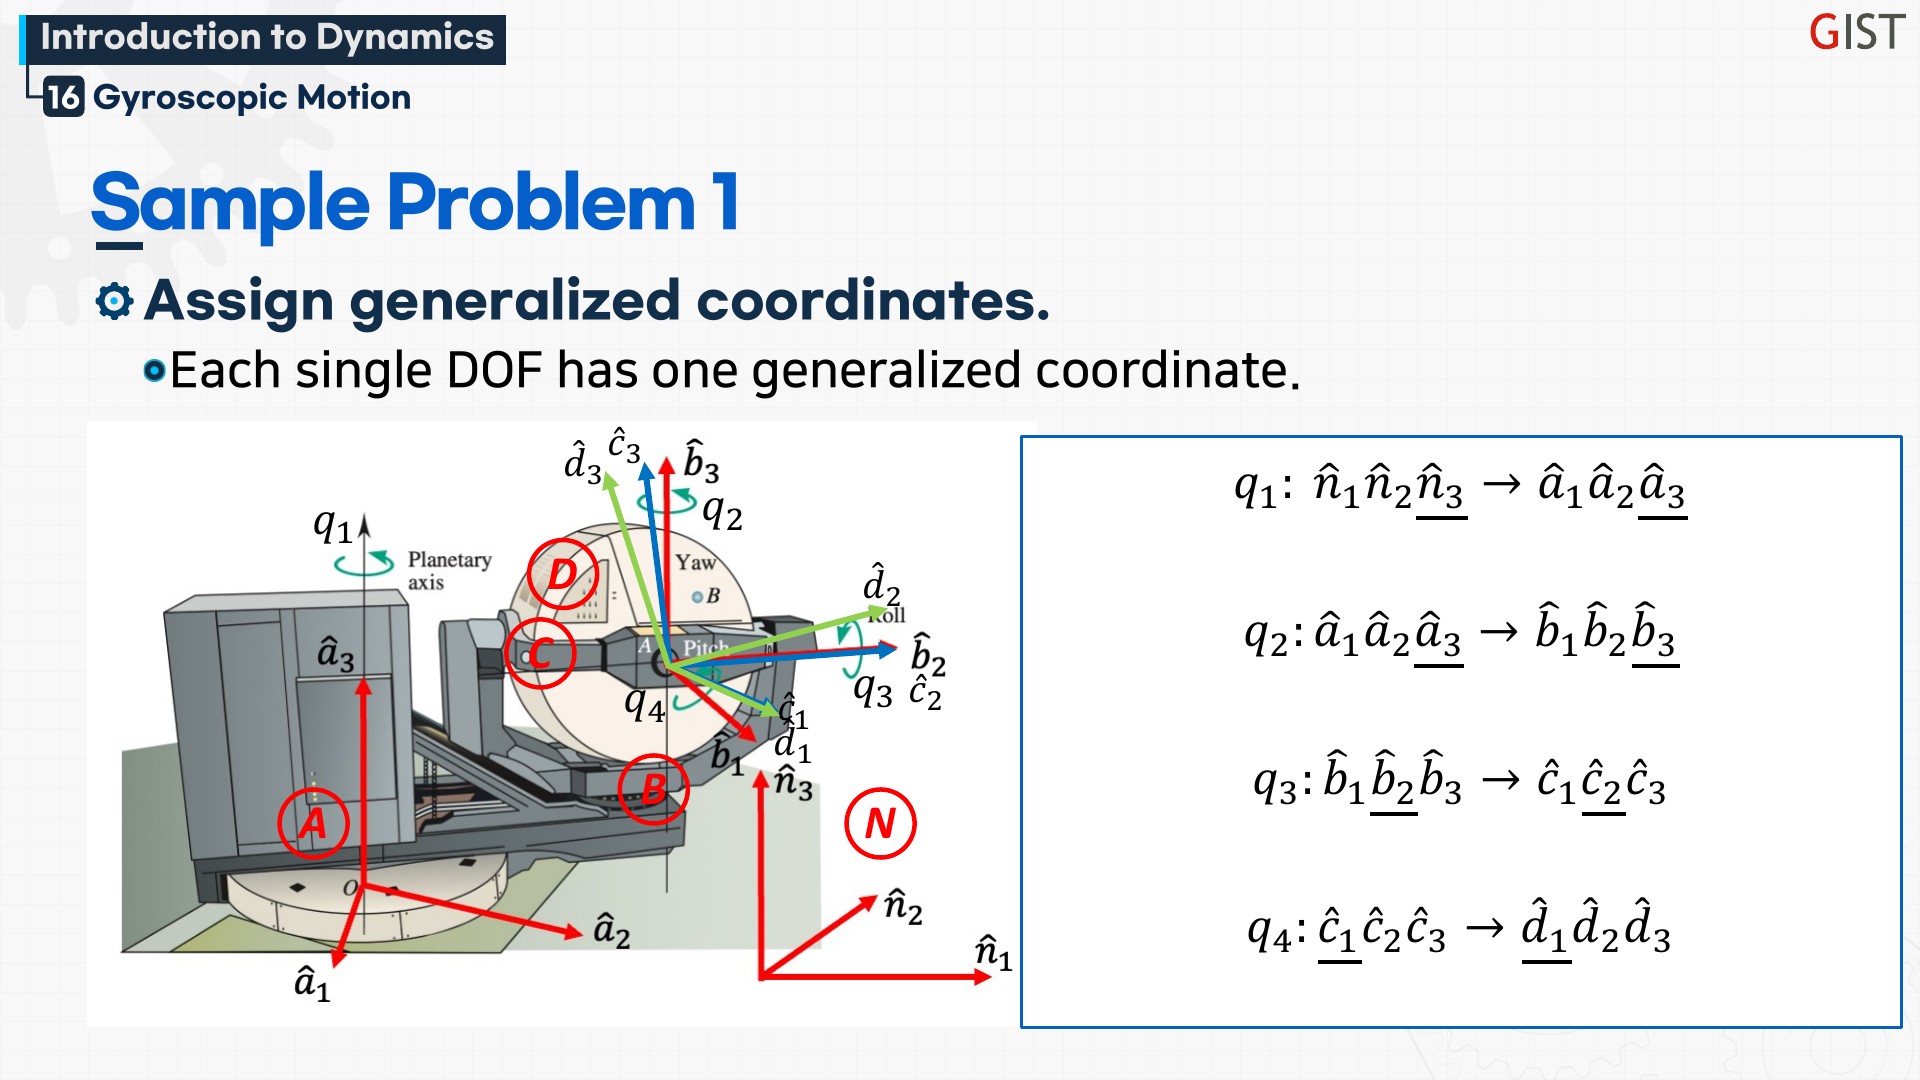 Introduction to Dynamics
GIST
16 Gyroscopic Motion
Sample Problem 1
Assign generalized coordinates.
Each single DOF has one generalized coordinate.
d̂₃ ĉ₃ b̂₃
q₂
q₁
Planetary
axis
D
Yaw
B
d̂₂
Roll
â₃
C
A Pitch
b̂₂
q₄
q₃ ĉ₂
ĉ₁
b̂₁ d̂₁
B
n̂₃
A
N
O
n̂₂
â₂
n̂₁
â₁
q₁: n̂₁n̂₂n̂₃ → â₁â₂â₃
q₂: â₁â₂â₃ → b̂₁b̂₂b̂₃
q₃: b̂₁b̂₂b̂₃ → ĉ₁ĉ₂ĉ₃
q₄: ĉ₁ĉ₂ĉ₃ → d̂₁d̂₂d̂₃